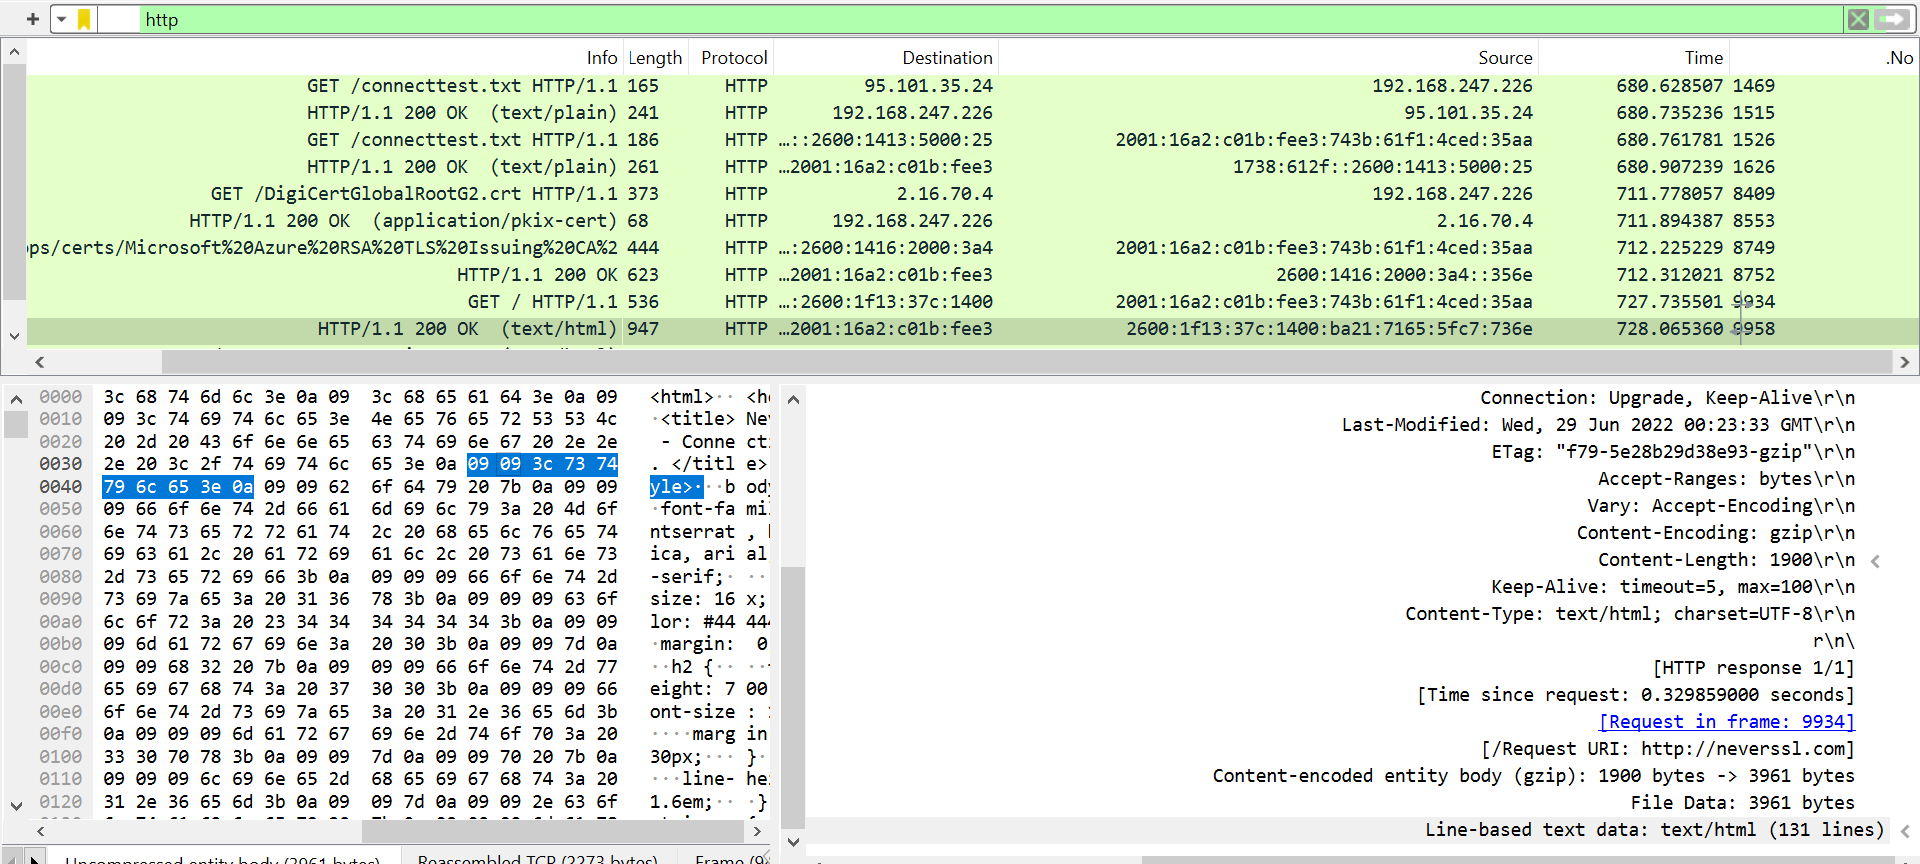 + http
Info Length Protocol Destination Source Time .No
GET /connecttest.txt HTTP/1.1 165 HTTP 95.101.35.24 192.168.247.226 680.628507 1469
HTTP/1.1 200 OK (text/plain) 241 HTTP 192.168.247.226 95.101.35.24 680.735236 1515
GET /connecttest.txt HTTP/1.1 186 HTTP …::2600:1413:5000:25 2001:16a2:c01b:fee3:743b:61f1:4ced:35aa 680.761781 1526
HTTP/1.1 200 OK (text/plain) 261 HTTP …2001:16a2:c01b:fee3 1738:612f::2600:1413:5000:25 680.907239 1626
GET /DigiCertGlobalRootG2.crt HTTP/1.1 373 HTTP 2.16.70.4 192.168.247.226 711.778057 8409
HTTP/1.1 200 OK (application/pkix-cert) 68 HTTP 192.168.247.226 2.16.70.4 711.894387 8553
ops/certs/Microsoft%20Azure%20RSA%20TLS%20Issuing%20CA%2 444 HTTP …:2600:1416:2000:3a4 2001:16a2:c01b:fee3:743b:61f1:4ced:35aa 712.225229 8749
HTTP/1.1 200 OK 623 HTTP …2001:16a2:c01b:fee3 2600:1416:2000:3a4::356e 712.312021 8752
GET / HTTP/1.1 536 HTTP …:2600:1f13:37c:1400 2001:16a2:c01b:fee3:743b:61f1:4ced:35aa 727.735501 9934
HTTP/1.1 200 OK (text/html) 947 HTTP …2001:16a2:c01b:fee3 2600:1f13:37c:1400:ba21:7165:5fc7:736e 728.065360 9958
0000 3c 68 74 6d 6c 3e 0a 09 3c 68 65 61 64 3e 0a 09 <html>·· <he
0010 09 3c 74 69 74 6c 65 3e 4e 65 76 65 72 53 53 4c ·<title> Nev
0020 20 2d 20 43 6f 6e 6e 65 63 74 69 6e 67 20 2e 2e - Conne cti
0030 2e 20 3c 2f 74 69 74 6c 65 3e 0a 09 09 3c 73 74 . </titl e>
0040 79 6c 65 3e 0a 09 09 62 6f 64 79 20 7b 0a 09 09 yle>···b ody
0050 09 66 6f 6e 74 2d 66 61 6d 69 6c 79 3a 20 4d 6f ·font-fa mil
0060 6e 74 73 65 72 72 61 74 2c 20 68 65 6c 76 65 74 ntserrat , h
0070 69 63 61 2c 20 61 72 69 61 6c 2c 20 73 61 6e 73 ica, ari al,
0080 2d 73 65 72 69 66 3b 0a 09 09 09 66 6f 6e 74 2d -serif;· ···
0090 73 69 7a 65 3a 20 31 36 78 3b 0a 09 09 09 63 6f size: 16 x;
00a0 6c 6f 72 3a 20 23 34 34 34 34 34 34 3b 0a 09 09 lor: #44 444
00b0 09 6d 61 72 67 69 6e 3a 20 30 3b 0a 09 09 7d 0a ·margin: 0
00c0 09 09 68 32 20 7b 0a 09 09 09 66 6f 6e 74 2d 77 ··h2 {··
00d0 65 69 67 68 74 3a 20 37 30 30 3b 0a 09 09 09 66 eight: 7 00
00e0 6f 6e 74 2d 73 69 7a 65 3a 20 31 2e 36 65 6d 3b ont-size : 1
00f0 0a 09 09 09 6d 61 72 67 69 6e 2d 74 6f 70 3a 20 ····marg in
0100 33 30 70 78 3b 0a 09 09 7d 0a 09 09 70 20 7b 0a 30px;··· }·
0110 09 09 09 6c 69 6e 65 2d 68 65 69 67 68 74 3a 20 ···line- he
0120 31 2e 36 65 6d 3b 0a 09 09 7d 0a 09 09 2e 63 6f 1.6em;·· ·}
Uncompressed entity body (3961 bytes) Reassembled TCP (2273 bytes) Frame (94
Connection: Upgrade, Keep-Alive\r\n
Last-Modified: Wed, 29 Jun 2022 00:23:33 GMT\r\n
ETag: "f79-5e28b29d38e93-gzip"\r\n
Accept-Ranges: bytes\r\n
Vary: Accept-Encoding\r\n
Content-Encoding: gzip\r\n
Content-Length: 1900\r\n
Keep-Alive: timeout=5, max=100\r\n
Content-Type: text/html; charset=UTF-8\r\n
r\n\
[HTTP response 1/1]
[Time since request: 0.329859000 seconds]
[Request in frame: 9934]
[/Request URI: http://neverssl.com]
Content-encoded entity body (gzip): 1900 bytes -> 3961 bytes
File Data: 3961 bytes
Line-based text data: text/html (131 lines)